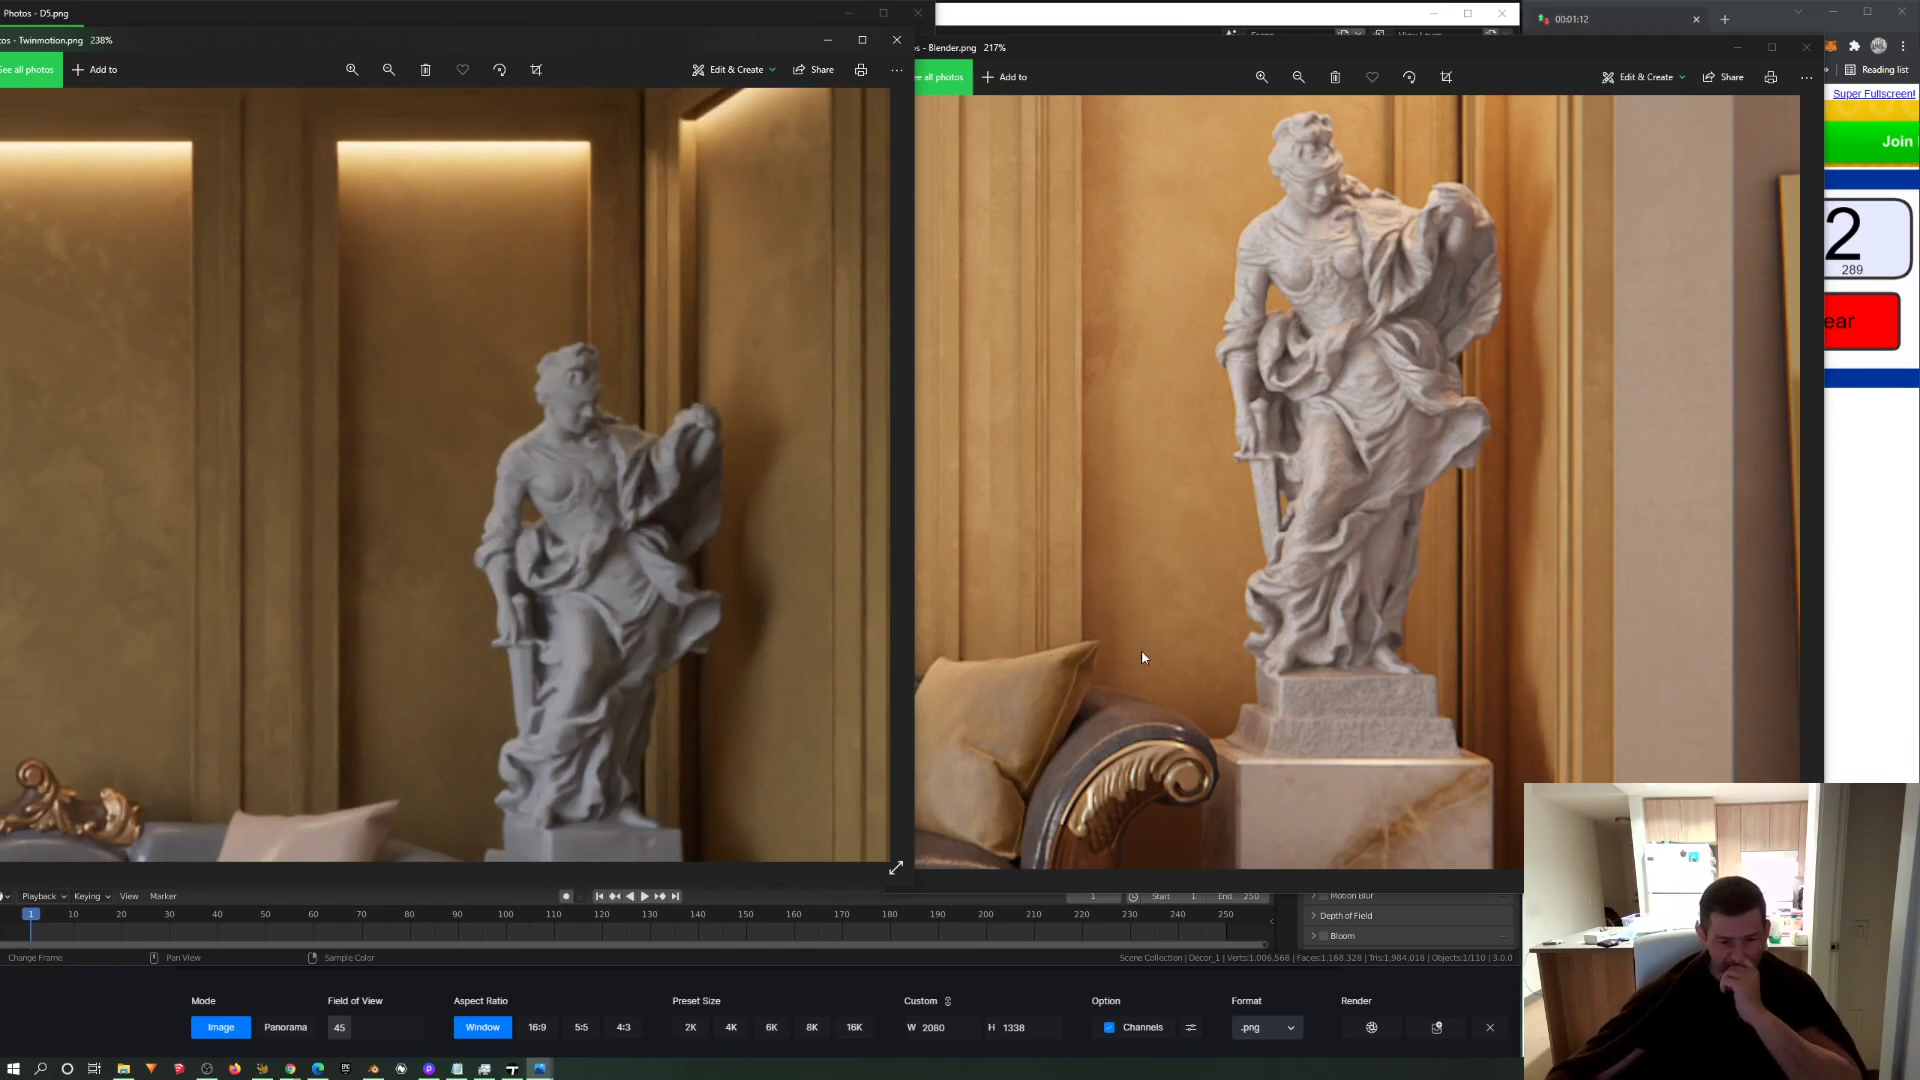 Photos - D5.png
os - Twinmotion.png 238%
See all photos
Add to
Edit & Create
Share
Scene
View Layer
s - Blender.png 217%
ee all photos
Add to
Edit & Create
Share
00:01:12
Reading list
Super Fullscreen!
Join
2
289
ear
Playback
Keying
View
Marker
1
Start 1
End 250
1 10 20 30 40 50 60 70 80 90 100 110 120 130 140 150 160 170 180 190 200 210 220 230 240 250
Motion Blur
Depth of Field
Bloom
Change Frame
Pan View
Sample Color
Scene Collection | Decor_1 | Verts:1,006,568 | Faces:1,168,328 | Tris:1,984,018 | Objects:1/110 | 3.0.0
Mode
Field of View
Aspect Ratio
Preset Size
Custom
Option
Format
Render
Image
Panorama
45
Window
16:9
5:5
4:3
2K
4K
6K
8K
16K
W 2080
H 1338
Channels
.png